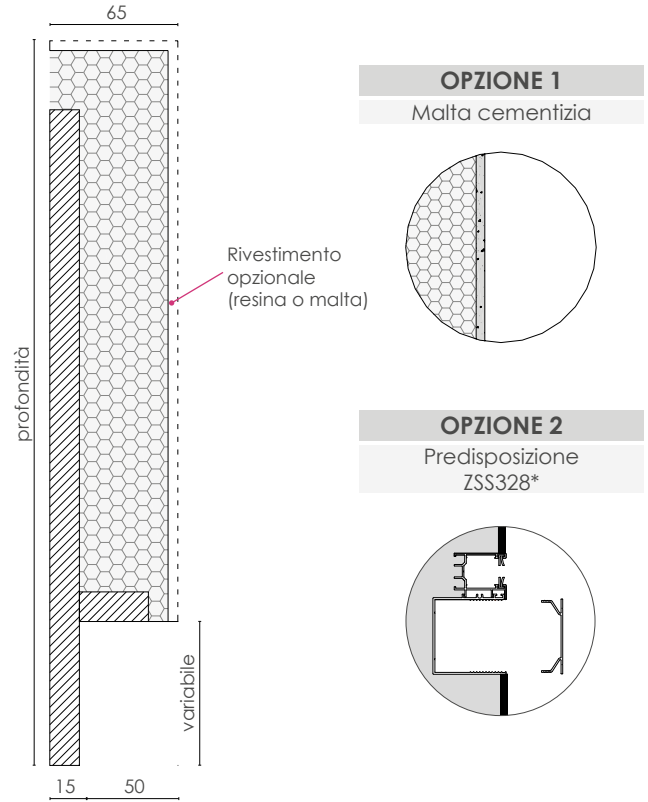 65
profondità
Rivestimento
opzionale
(resina o malta)
variabile
15
50
OPZIONE 1
Malta cementizia
OPZIONE 2
Predisposizione
ZSS328*